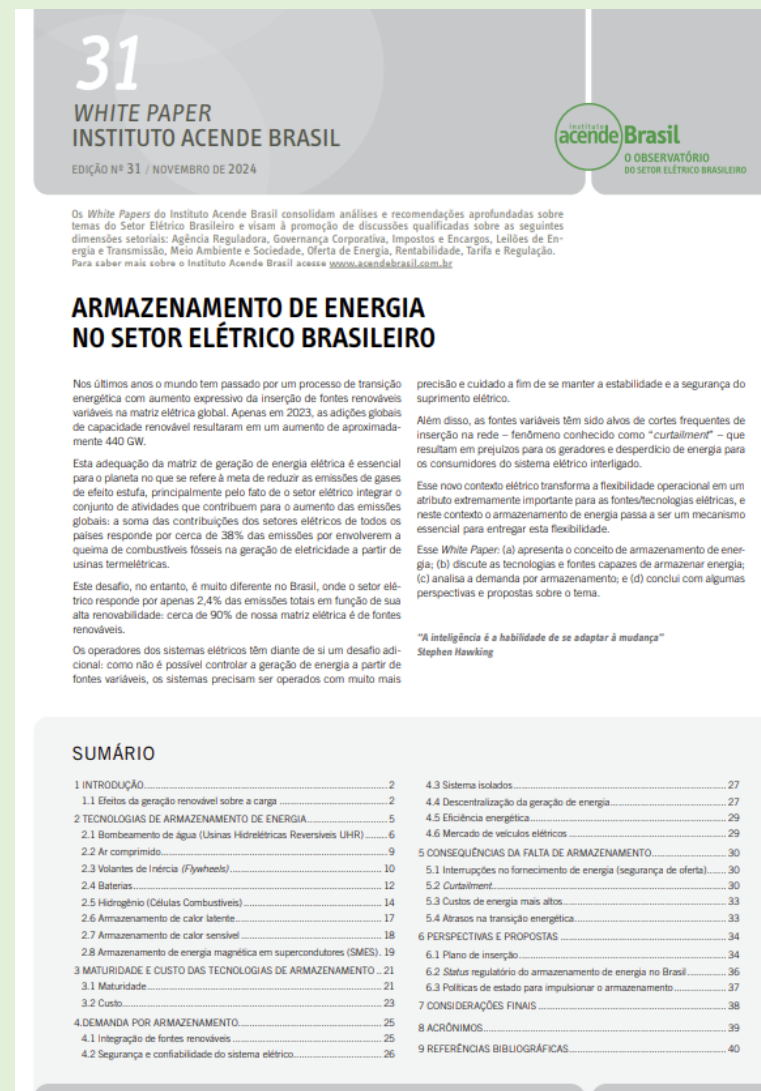 31
WHITE PAPER
INSTITUTO ACENDE BRASIL
EDIÇÃO Nº 31 / NOVEMBRO DE 2024
instituto
acende Brasil
O OBSERVATÓRIO
DO SETOR ELÉTRICO BRASILEIRO
Os White Papers do Instituto Acende Brasil consolidam análises e recomendações aprofundadas sobre
temas do Setor Elétrico Brasileiro e visam à promoção de discussões qualificadas sobre as seguintes
dimensões setoriais: Agência Reguladora, Governança Corporativa, Impostos e Encargos, Leilões de En-
ergia e Transmissão, Meio Ambiente e Sociedade, Oferta de Energia, Rentabilidade, Tarifa e Regulação.
Para saber mais sobre o Instituto Acende Brasil acesse www.acendebrasil.com.br
ARMAZENAMENTO DE ENERGIA
NO SETOR ELÉTRICO BRASILEIRO
Nos últimos anos o mundo tem passado por um processo de transição
energética com aumento expressivo da inserção de fontes renováveis
variáveis na matriz elétrica global. Apenas em 2023, as adições globais
de capacidade renovável resultaram em um aumento de aproximada-
mente 440 GW.
Esta adequação da matriz de geração de energia elétrica é essencial
para o planeta no que se refere à meta de reduzir as emissões de gases
de efeito estufa, principalmente pelo fato de o setor elétrico integrar o
conjunto de atividades que contribuem para o aumento das emissões
globais: a soma das contribuições dos setores elétricos de todos os
países responde por cerca de 38% das emissões por envolverem a
queima de combustíveis fósseis na geração de eletricidade a partir de
usinas termelétricas.
Este desafio, no entanto, é muito diferente no Brasil, onde o setor elé-
trico responde por apenas 2,4% das emissões totais em função de sua
alta renovabilidade: cerca de 90% de nossa matriz elétrica é de fontes
renováveis.
Os operadores dos sistemas elétricos têm diante de si um desafio adi-
cional: como não é possível controlar a geração de energia a partir de
fontes variáveis, os sistemas precisam ser operados com muito mais
precisão e cuidado a fim de se manter a estabilidade e a segurança do
suprimento elétrico.
Além disso, as fontes variáveis têm sido alvos de cortes frequentes de
inserção na rede – fenômeno conhecido como “curtailment” – que
resultam em prejuízos para os geradores e desperdício de energia para
os consumidores do sistema elétrico interligado.
Esse novo contexto elétrico transforma a flexibilidade operacional em um
atributo extremamente importante para as fontes/tecnologias elétricas, e
neste contexto o armazenamento de energia passa a ser um mecanismo
essencial para entregar esta flexibilidade.
Esse White Paper: (a) apresenta o conceito de armazenamento de ener-
gia; (b) discute as tecnologias e fontes capazes de armazenar energia;
(c) analisa a demanda por armazenamento; e (d) conclui com algumas
perspectivas e propostas sobre o tema.
“A inteligência é a habilidade de se adaptar à mudança”
Stephen Hawking
SUMÁRIO
1 INTRODUÇÃO 2
1.1 Efeitos da geração renovável sobre a carga 2
2 TECNOLOGIAS DE ARMAZENAMENTO DE ENERGIA 5
2.1 Bombeamento de água (Usinas Hidrelétricas Reversíveis UHR) 6
2.2 Ar comprimido 9
2.3 Volantes de Inércia (Flywheels) 10
2.4 Baterias 12
2.5 Hidrogênio (Células Combustíveis) 14
2.6 Armazenamento de calor latente 17
2.7 Armazenamento de calor sensível 18
2.8 Armazenamento de energia magnética em supercondutores (SMES). 19
3 MATURIDADE E CUSTO DAS TECNOLOGIAS DE ARMAZENAMENTO 21
3.1 Maturidade 21
3.2 Custo 23
4.DEMANDA POR ARMAZENAMENTO 25
4.1 Integração de fontes renováveis 25
4.2 Segurança e confiabilidade do sistema elétrico 26
4.3 Sistema isolados 27
4.4 Descentralização da geração de energia 27
4.5 Eficiência energética 29
4.6 Mercado de veículos elétricos 29
5 CONSEQUÊNCIAS DA FALTA DE ARMAZENAMENTO 30
5.1 Interrupções no fornecimento de energia (segurança de oferta) 30
5.2 Curtailment 30
5.3 Custos de energia mais altos 33
5.4 Atrasos na transição energética 33
6 PERSPECTIVAS E PROPOSTAS 34
6.1 Plano de inserção 34
6.2 Status regulatório do armazenamento de energia no Brasil 36
6.3 Políticas de estado para impulsionar o armazenamento 37
7 CONSIDERAÇÕES FINAIS 38
8 ACRÔNIMOS 39
9 REFERÊNCIAS BIBLIOGRÁFICAS 40